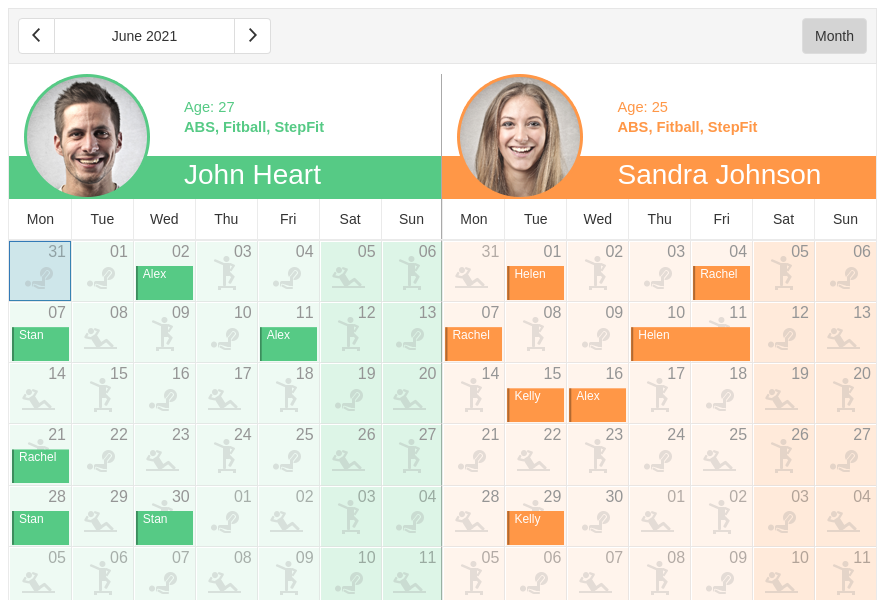 June 2021
Month
Age: 27
ABS, Fitball, StepFit
John Heart
Age: 25
ABS, Fitball, StepFit
Sandra Johnson
Mon Tue Wed Thu Fri Sat Sun Mon Tue Wed Thu Fri Sat Sun
31 01 02 03 04 05 06 31 01 02 03 04 05 06
Alex Helen Rachel
07 08 09 10 11 12 13 07 08 09 10 11 12 13
Stan Alex Rachel Helen
14 15 16 17 18 19 20 14 15 16 17 18 19 20
Kelly Alex
21 22 23 24 25 26 27 21 22 23 24 25 26 27
Rachel
28 29 30 01 02 03 04 28 29 30 01 02 03 04
Stan Stan Kelly
05 06 07 08 09 10 11 05 06 07 08 09 10 11